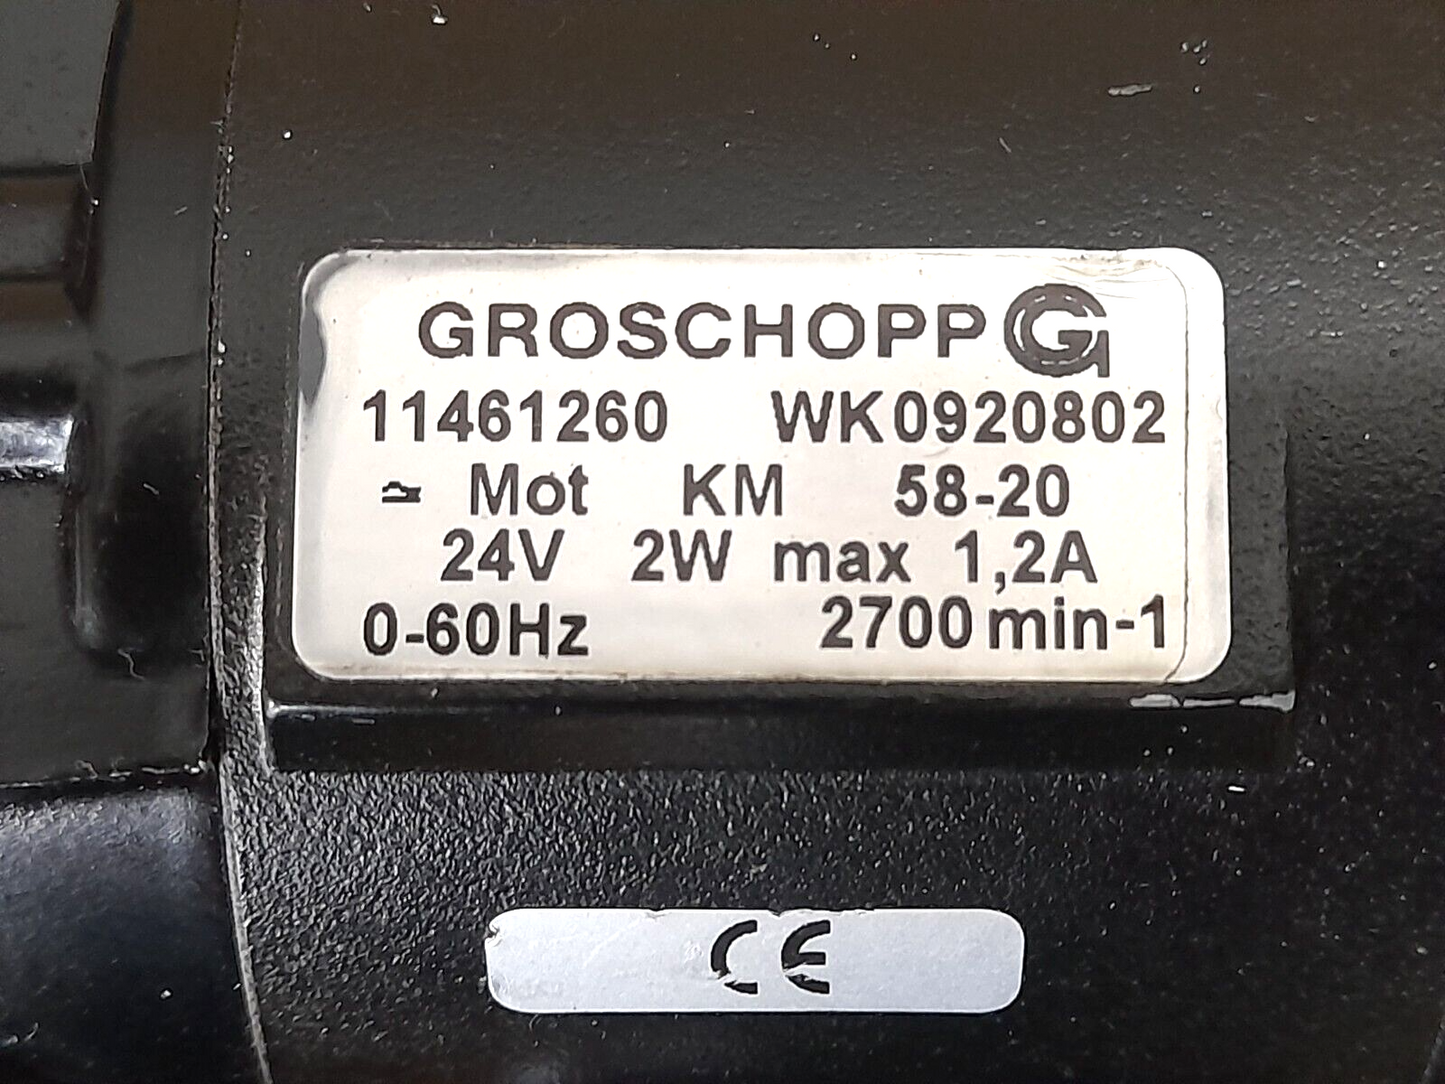 GROSCHOPP G
11461260 WK0920802
≃ Mot KM 58-20
24V 2W max 1,2A
0-60Hz 2700 min-1
CE